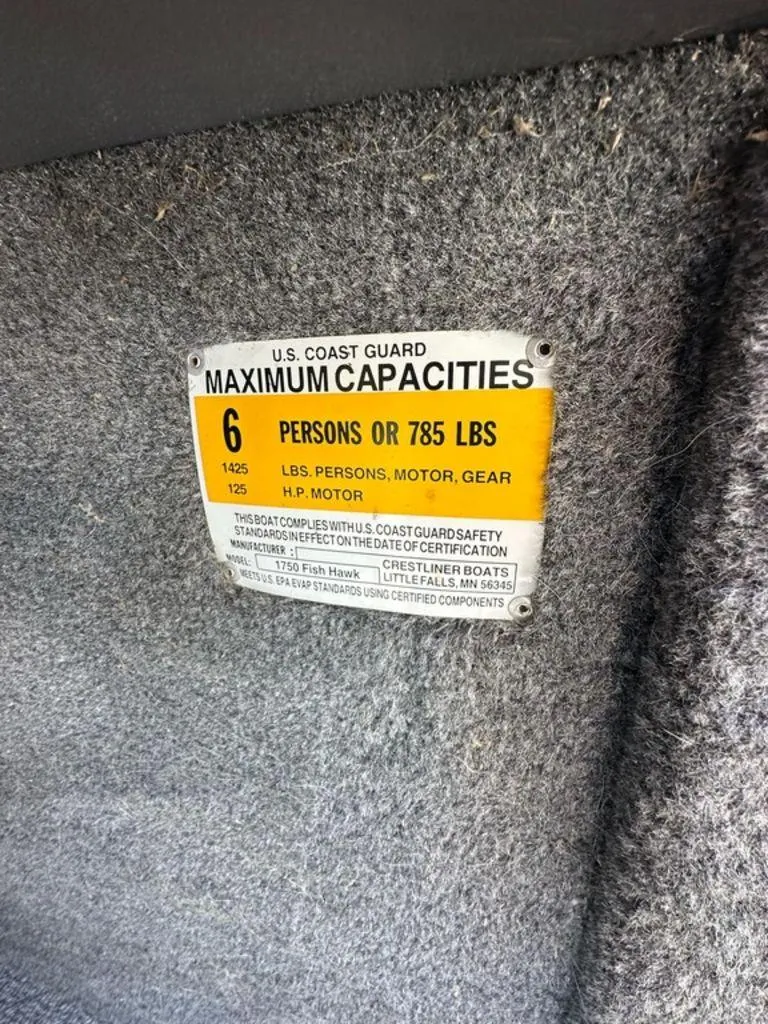 U.S. COAST GUARD
MAXIMUM CAPACITIES
6 PERSONS OR 785 LBS
1425 LBS. PERSONS, MOTOR, GEAR
125 H.P. MOTOR
THIS BOAT COMPLIES WITH U.S. COAST GUARD SAFETY
STANDARDS IN EFFECT ON THE DATE OF CERTIFICATION
MANUFACTURER :
CRESTLINER BOATS
MODEL: 1750 Fish Hawk LITTLE FALLS, MN 56345
MEETS U.S. EPA EVAP STANDARDS USING CERTIFIED COMPONENTS